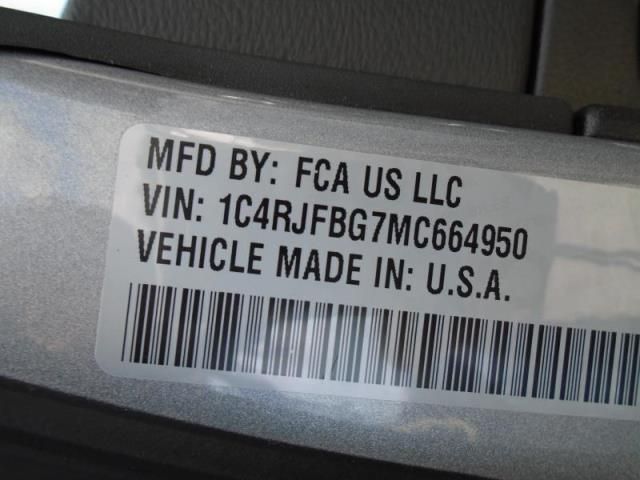 MFD BY: FCA US LLC
VIN: 1C4RJFBG7MC664950
VEHICLE MADE IN: U.S.A.